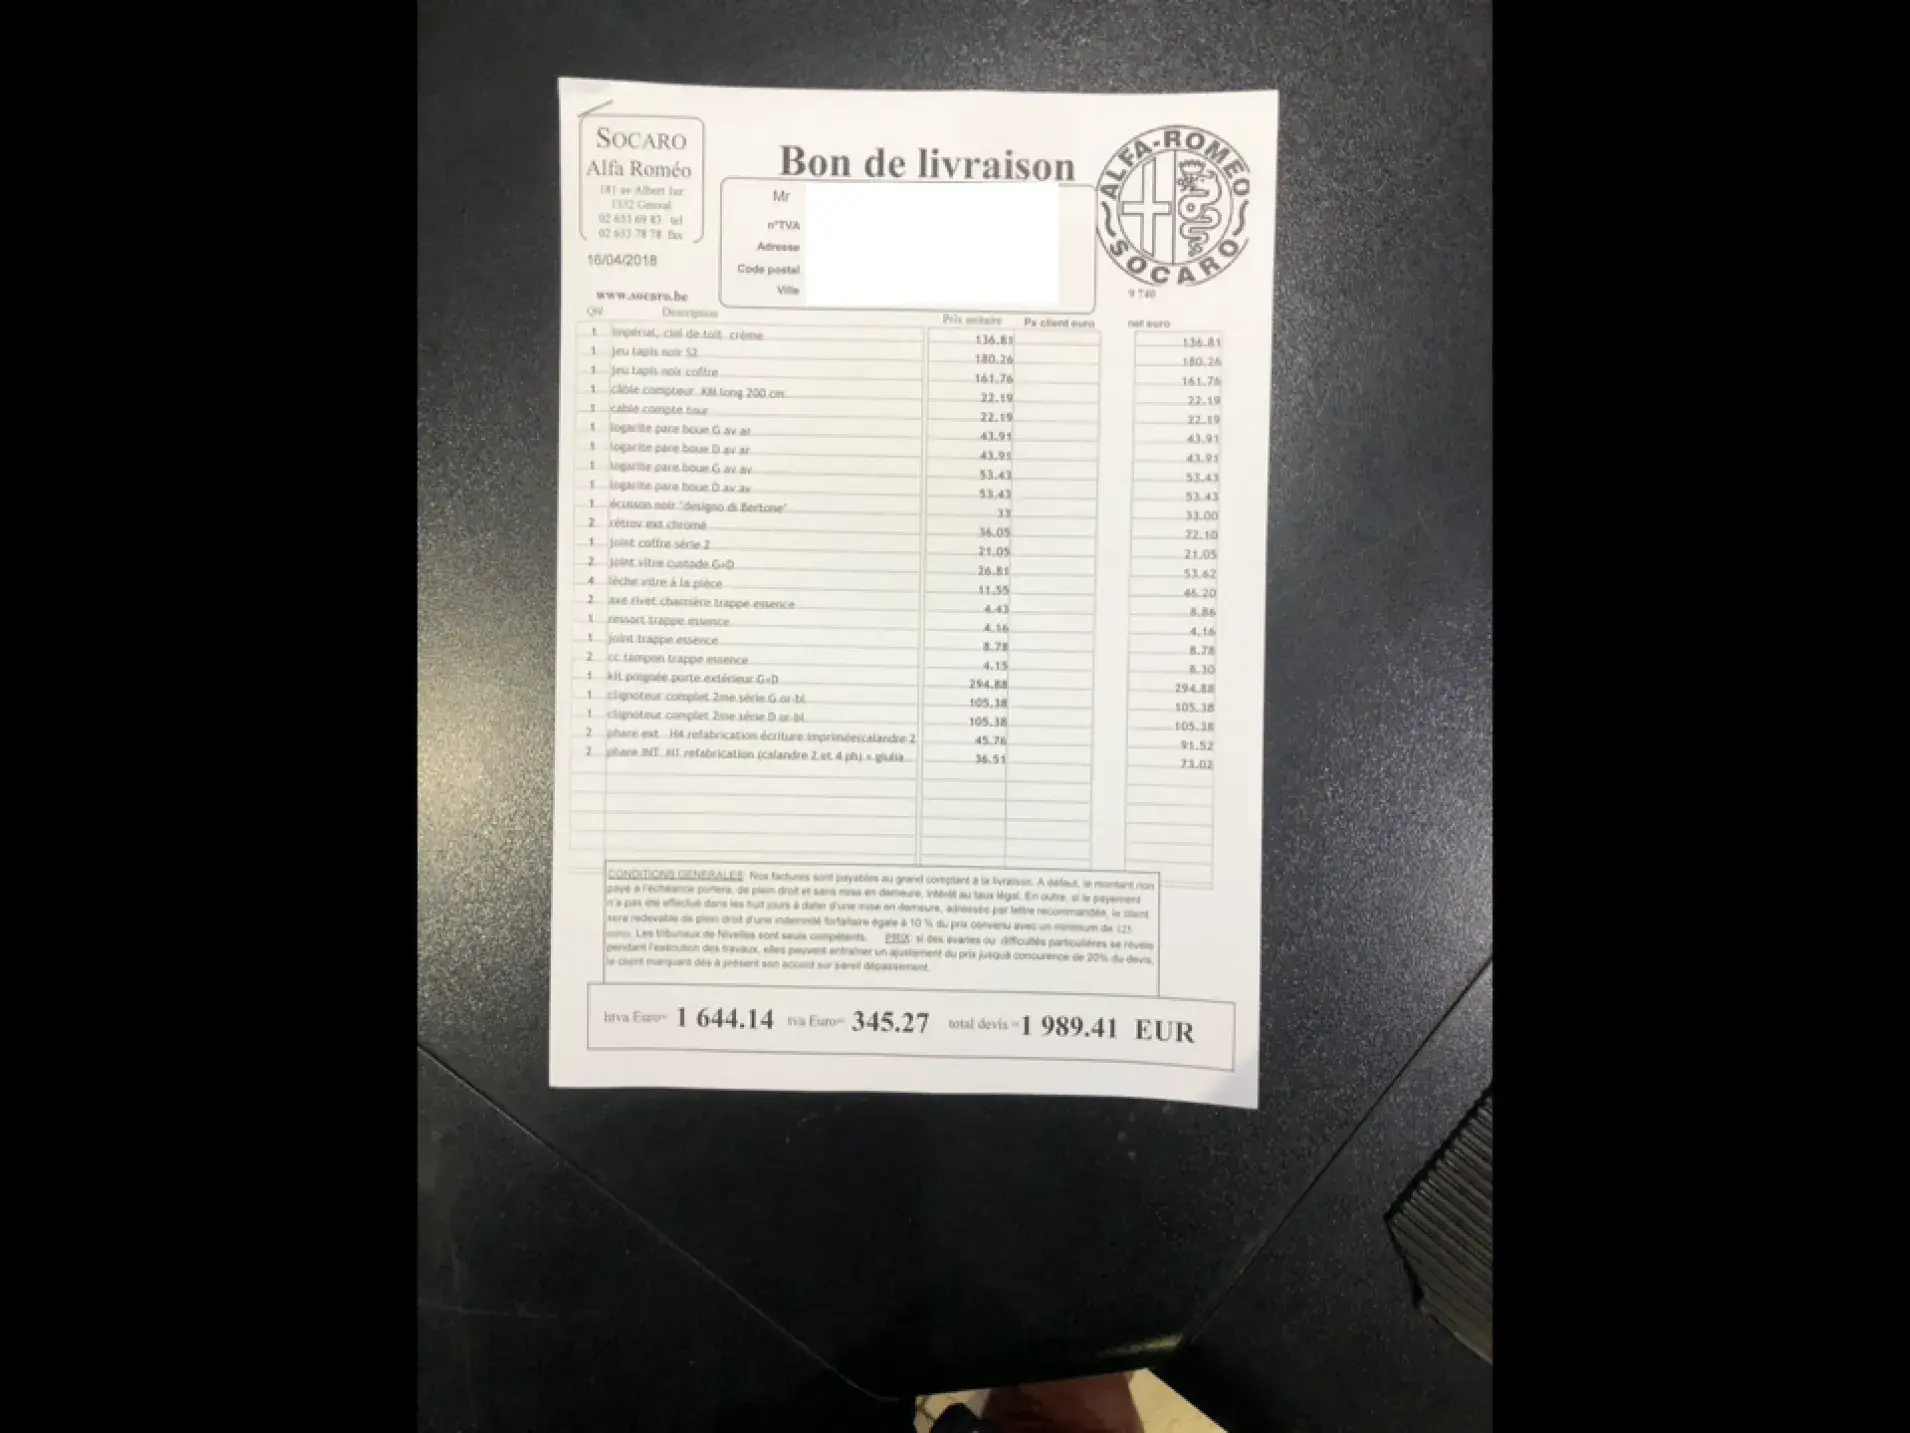 SOCARO
Alfa Roméo
181 av Albert 1er
1332 Genval
02 653 69 83 tel
02 653 78 78 fax
16/04/2018
www.socaro.be
Bon de livraison
Mr
n°TVA
Adresse
Code postal
Ville
ALFA-ROMEO
SOCARO
9 740
Qté Description Prix unitaire Px client euro net euro
1 impérial, ciel de toit crème 136.81 136.81
1 jeu tapis noir S2 180.26 180.26
1 jeu tapis noir coffre 161.76 161.76
1 câble compteur KM long 200 cm 22.19 22.19
1 cable compte tour 22.19 22.19
1 logarite pare boue G av ar 43.91 43.91
1 logarite pare boue D av ar 43.91 43.91
1 logarite pare boue G av av 53.43 53.43
1 logarite pare boue D av av 53.43 53.43
1 écusson noir "designo di Bertone" 33 33.00
2 rétrov ext chromé 36.05 72.10
1 joint coffre série 2 21.05 21.05
2 joint vitre custode G=D 26.81 53.62
4 lèche vitre à la pièce 11.55 46.20
2 axe rivet charnière trappe essence 4.43 8.86
1 ressort trappe essence 4.16 4.16
1 joint trappe essence 8.78 8.78
2 cc tampon trappe essence 4.15 8.30
1 kit poignée porte extérieur G=D 294.88 294.88
1 clignoteur complet 2me série G or-bl 105.38 105.38
1 clignoteur complet 2me série D or-bl 105.38 105.38
2 phare ext H4 refabrication écriture imprimée(calandre 2 45.76 91.52
2 phare INT H1 refabrication (calandre 2 et 4 ph) + giulia 36.51 73.02
CONDITIONS GENERALES: Nos factures sont payables au grand comptant à la livraison. A défaut, le montant non
payé à l'échéance portera, de plein droit et sans mise en demeure, intérêt au taux légal. En outre, si le payement
n'a pas été effectué dans les huit jours à dater d'une mise en demeure, adressée par lettre recommandée, le client
sera redevable de plein droit d'une indemnité forfaitaire égale à 10 % du prix convenu avec un minimum de 125
euros. Les tribunaux de Nivelles sont seuls compétents. PRIX: si des avaries ou difficultés particulières se révèle
pendant l'exécution des travaux, elles peuvent entraîner un ajustement du prix jusquà concurence de 20% du devis,
le client marquant dès à présent son accord sur pareil dépassement.
htva Euro= 1 644.14 tva Euro= 345.27 total devis =1 989.41 EUR